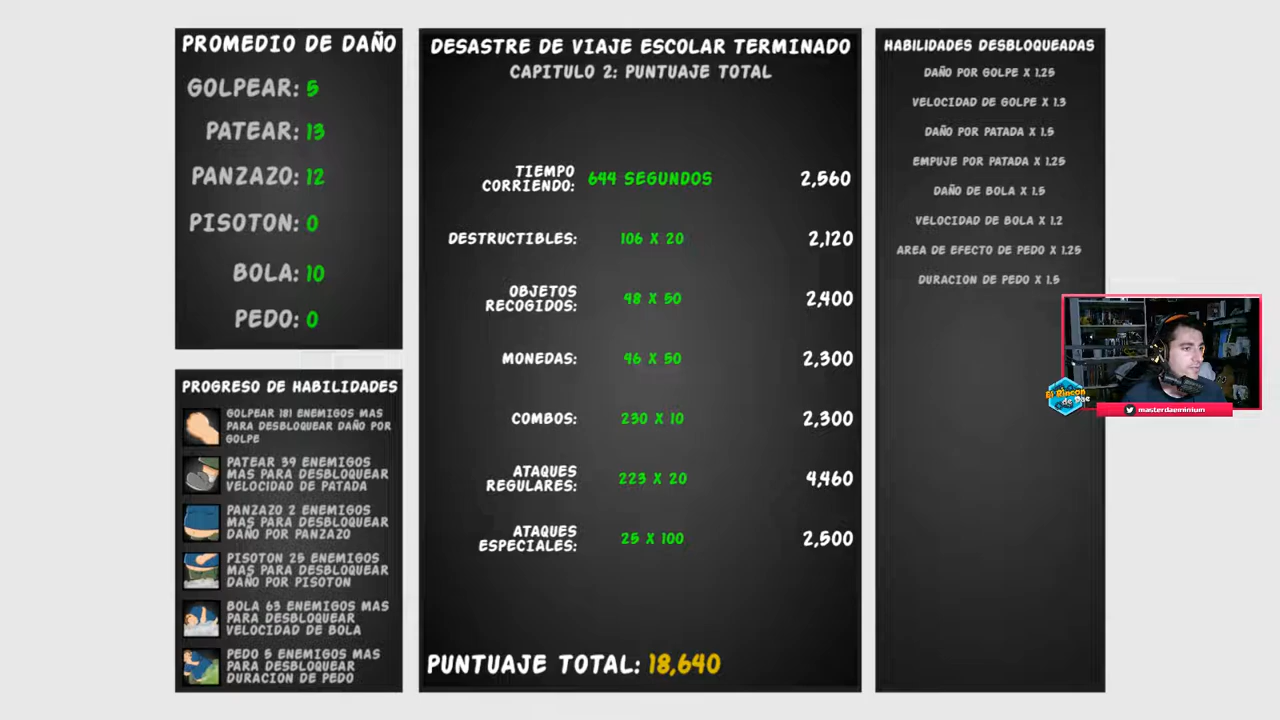 PROMEDIO DE DAÑO
GOLPEAR: 5
PATEAR: 13
PANZAZO: 12
PISOTON: 0
BOLA: 10
PEDO: 0
PROGRESO DE HABILIDADES
GOLPEAR 181 ENEMIGOS MAS
PARA DESBLOQUEAR DAÑO POR
GOLPE
PATEAR 39 ENEMIGOS
MAS PARA DESBLOQUEAR
VELOCIDAD DE PATADA
PANZAZO 2 ENEMIGOS
MAS PARA DESBLOQUEAR
DAÑO POR PANZAZO
PISOTON 25 ENEMIGOS
MAS PARA DESBLOQUEAR
DAÑO POR PISOTON
BOLA 63 ENEMIGOS MAS
PARA DESBLOQUEAR
VELOCIDAD DE BOLA
PEDO 5 ENEMIGOS MAS
PARA DESBLOQUEAR
DURACION DE PEDO
DESASTRE DE VIAJE ESCOLAR TERMINADO
CAPITULO 2: PUNTUAJE TOTAL
TIEMPO CORRIENDO: 644 SEGUNDOS 2,560
DESTRUCTIBLES: 106 X 20 2,120
OBJETOS RECOGIDOS: 48 X 50 2,400
MONEDAS: 46 X 50 2,300
COMBOS: 230 X 10 2,300
ATAQUES REGULARES: 223 X 20 4,460
ATAQUES ESPECIALES: 25 X 100 2,500
PUNTUAJE TOTAL: 18,640
HABILIDADES DESBLOQUEADAS
DAÑO POR GOLPE X 1.25
VELOCIDAD DE GOLPE X 1.3
DAÑO POR PATADA X 1.5
EMPUJE POR PATADA X 1.25
DAÑO DE BOLA X 1.5
VELOCIDAD DE BOLA X 1.2
AREA DE EFECTO DE PEDO X 1.25
DURACION DE PEDO X 1.5
El Rincon
de Dae
masterdaeminium